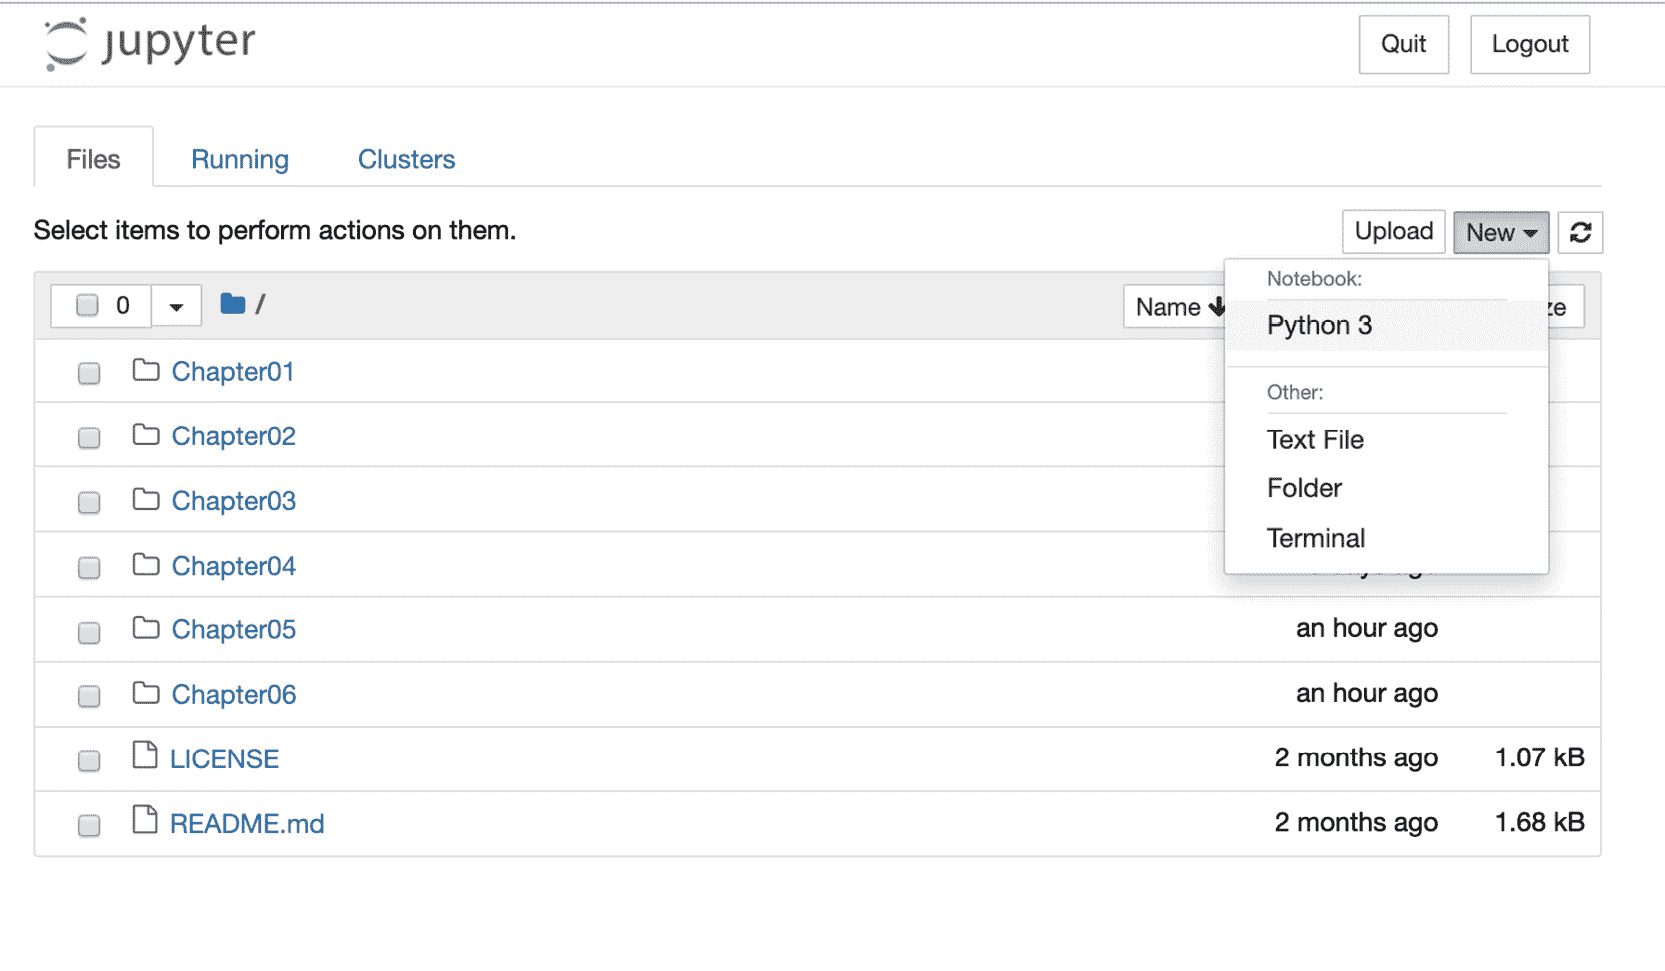 jupyter
Quit
Logout
Files
Running
Clusters
Select items to perform actions on them.
Upload
New
0
/
Name
Notebook:
Python 3
Other:
Text File
Folder
Terminal
Chapter01
Chapter02
Chapter03
Chapter04
Chapter05 an hour ago
Chapter06 an hour ago
LICENSE 2 months ago 1.07 kB
README.md 2 months ago 1.68 kB